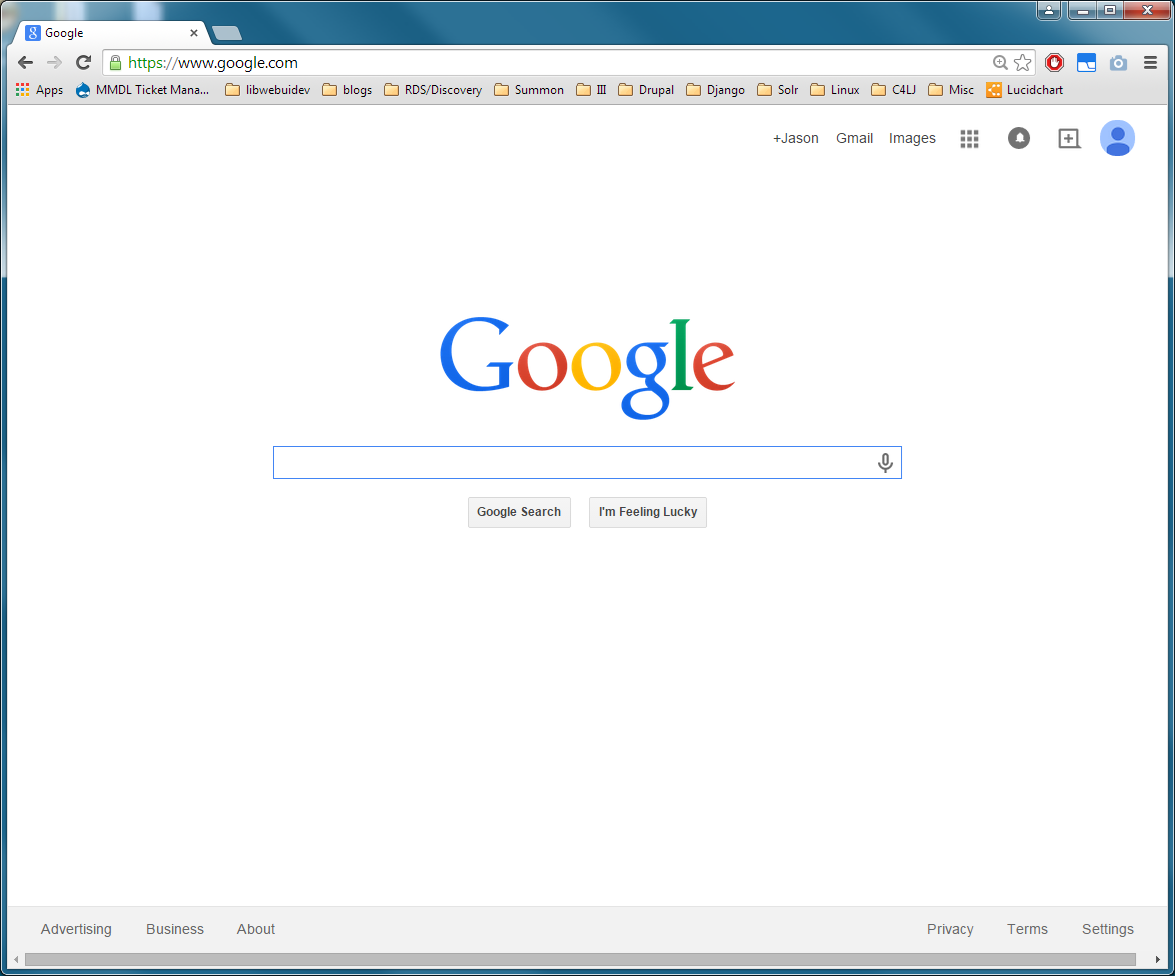 Google
https://www.google.com
Apps MMDL Ticket Mana... libwebuidev blogs RDS/Discovery Summon III Drupal Django Solr Linux C4LJ Misc Lucidchart
+Jason Gmail Images
Google
Google Search I'm Feeling Lucky
Advertising Business About Privacy Terms Settings